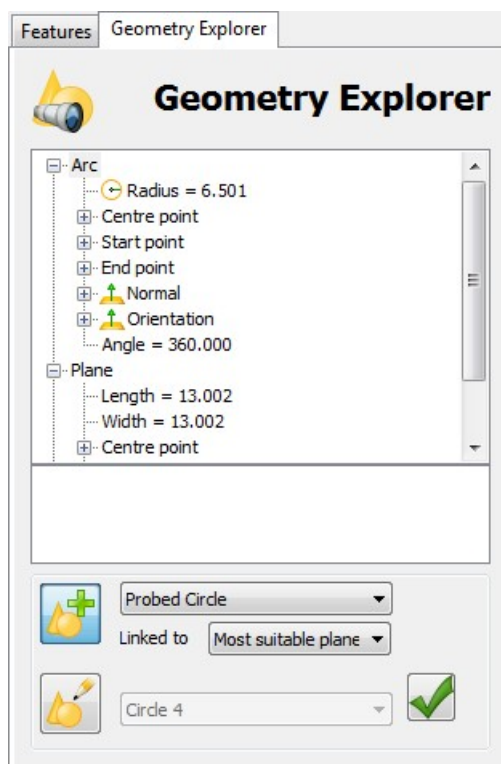 Features Geometry Explorer
Geometry Explorer
Arc
Radius = 6.501
Centre point
Start point
End point
Normal
Orientation
Angle = 360.000
Plane
Length = 13.002
Width = 13.002
Centre point
Probed Circle
Linked to Most suitable plane
Circle 4